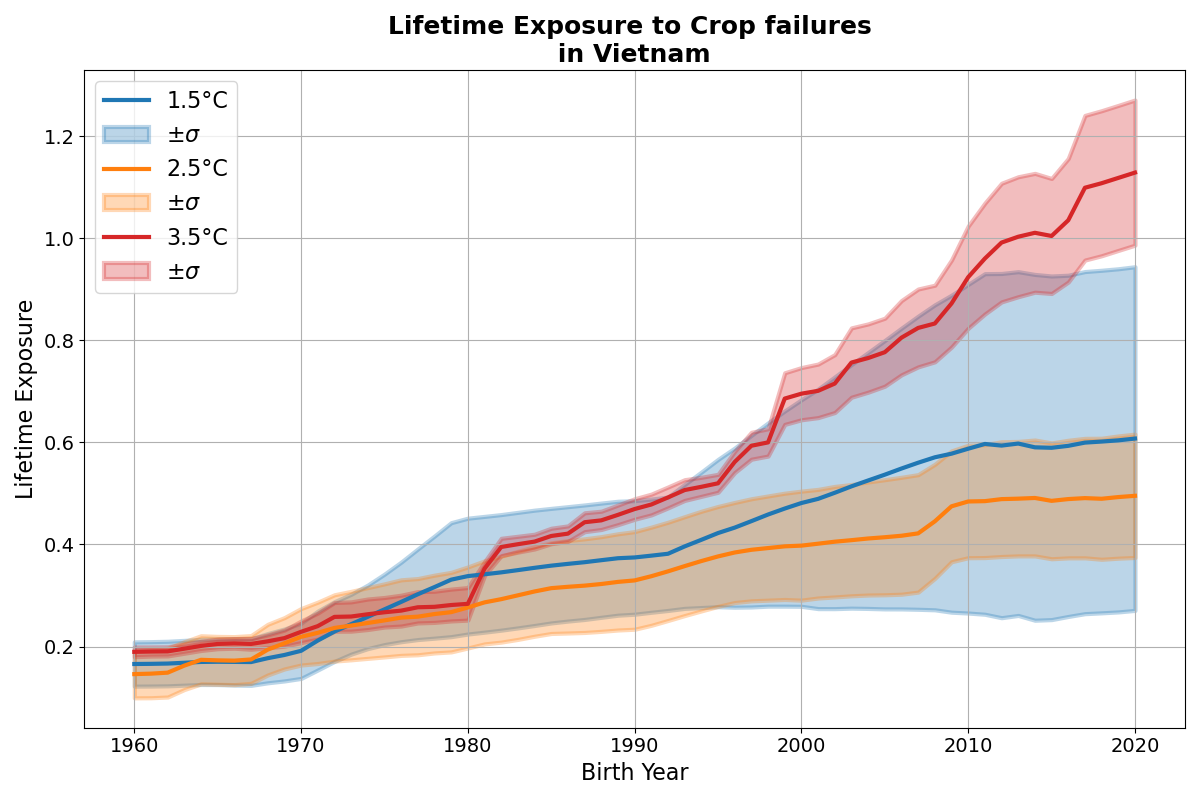 Lifetime Exposure to Crop failures
in Vietnam
1.5°C
±σ
2.5°C
±σ
3.5°C
±σ
Lifetime Exposure
1.2
1.0
0.8
0.6
0.4
0.2
1960 1970 1980 1990 2000 2010 2020
Birth Year